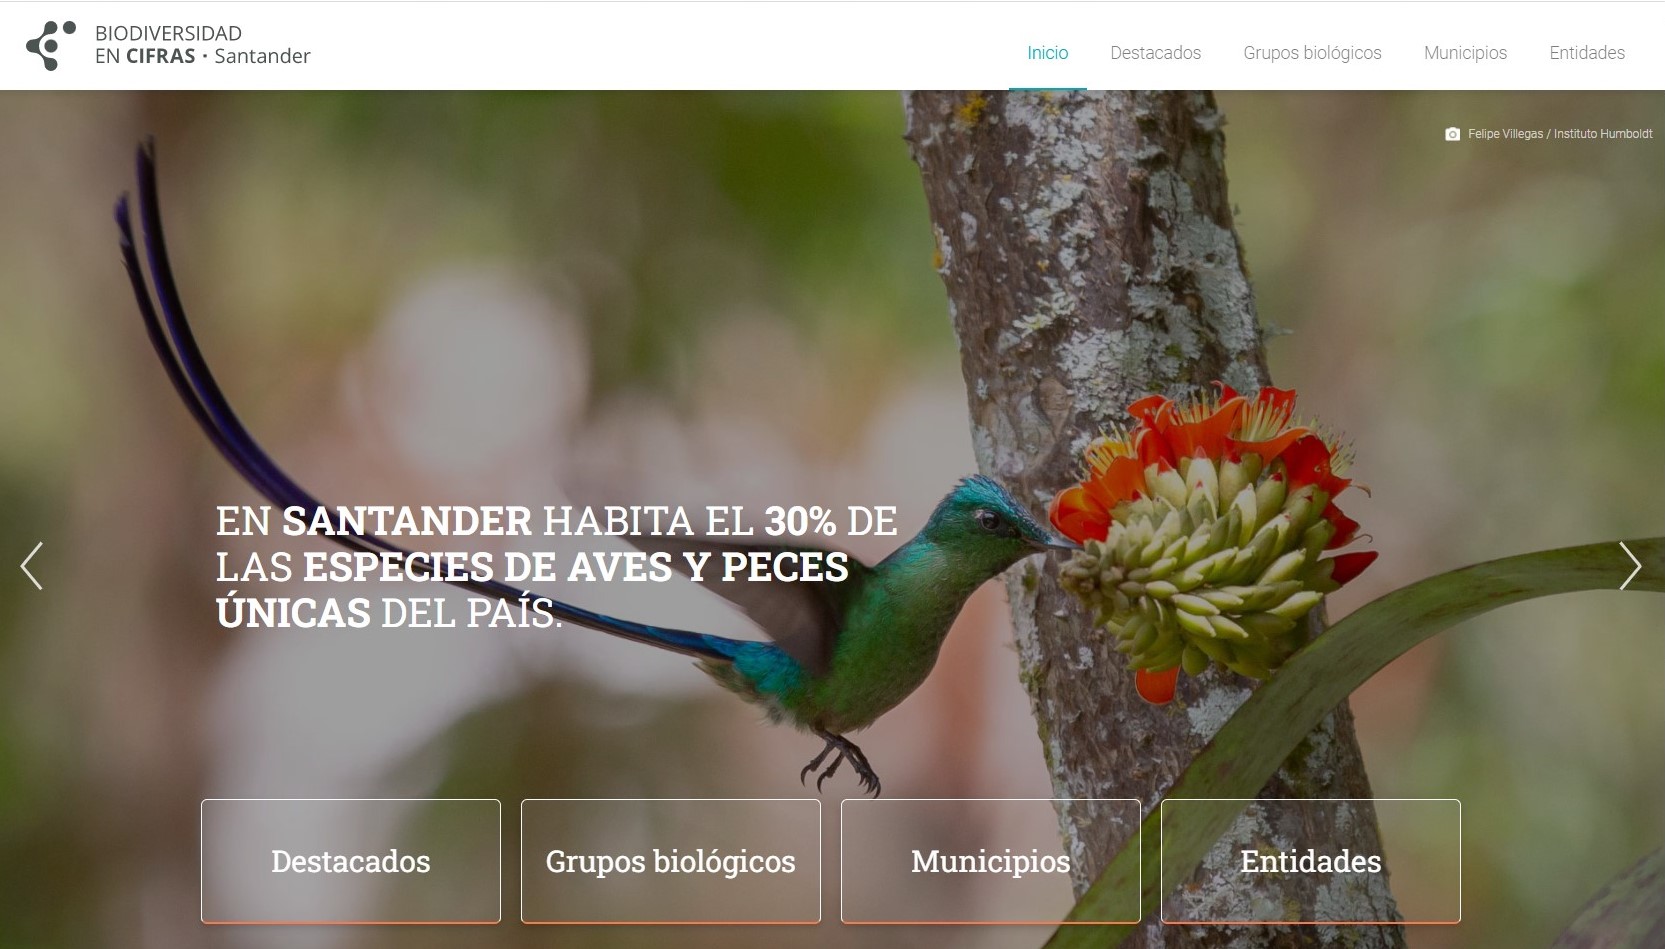 BIODIVERSIDAD
EN CIFRAS · Santander
Inicio
Destacados
Grupos biológicos
Municipios
Entidades
Felipe Villegas / Instituto Humboldt
EN SANTANDER HABITA EL 30% DE
LAS ESPECIES DE AVES Y PECES
ÚNICAS DEL PAÍS.
Destacados
Grupos biológicos
Municipios
Entidades